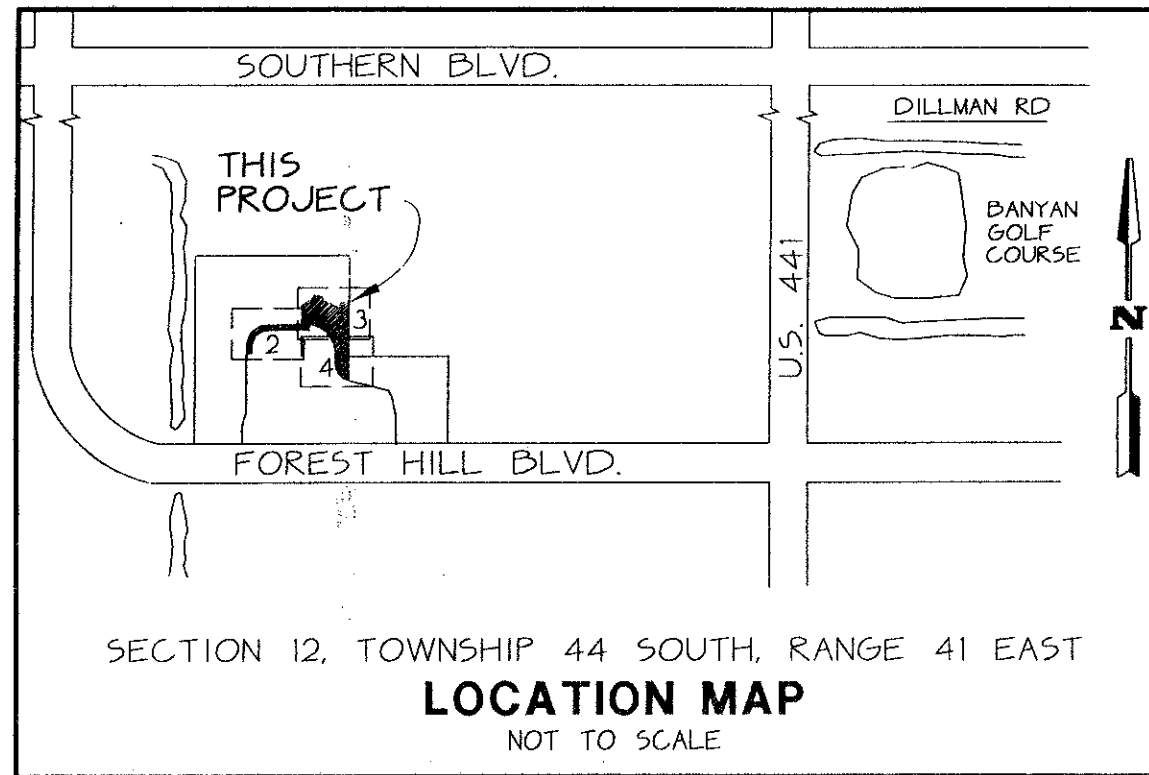 SOUTHERN BLVD.
DILLMAN RD
THIS
PROJECT
BANYAN
GOLF
COURSE
U.S. 441
N
3
2
4
FOREST HILL BLVD.
SECTION 12, TOWNSHIP 44 SOUTH, RANGE 41 EAST
LOCATION MAP
NOT TO SCALE